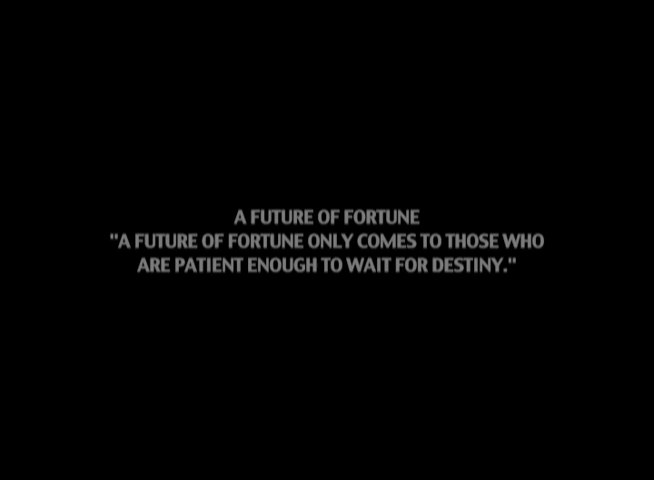 A FUTURE OF FORTUNE
"A FUTURE OF FORTUNE ONLY COMES TO THOSE WHO
ARE PATIENT ENOUGH TO WAIT FOR DESTINY."